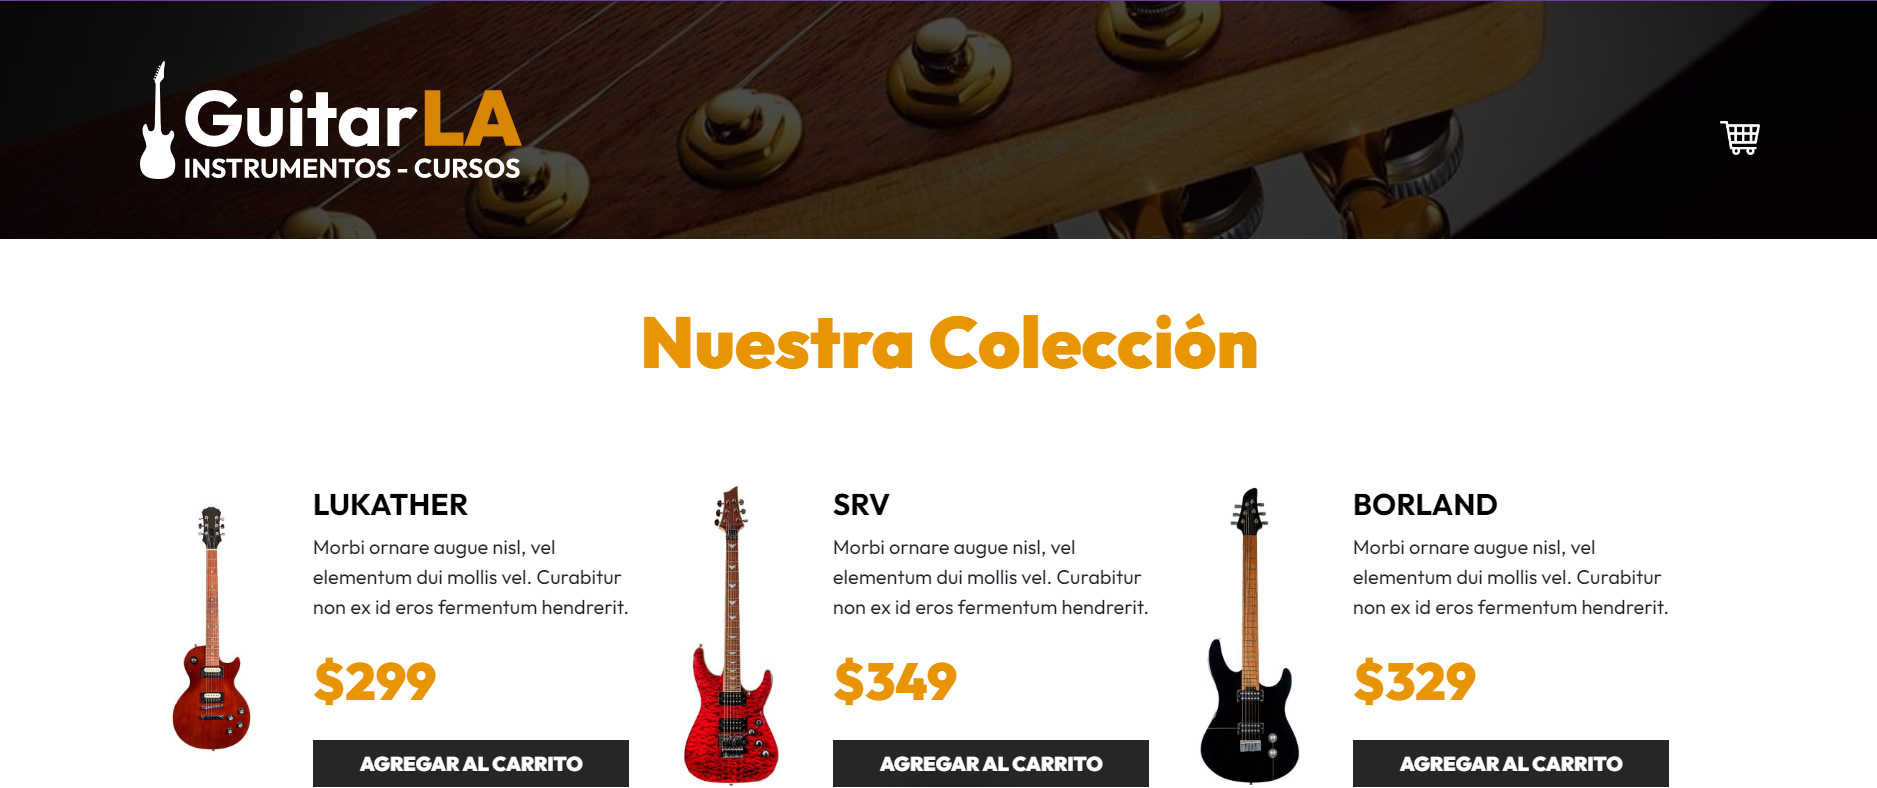 GuitarLA
INSTRUMENTOS - CURSOS
Nuestra Colección
LUKATHER
Morbi ornare augue nisl, vel
elementum dui mollis vel. Curabitur
non ex id eros fermentum hendrerit.
$299
AGREGAR AL CARRITO
SRV
Morbi ornare augue nisl, vel
elementum dui mollis vel. Curabitur
non ex id eros fermentum hendrerit.
$349
AGREGAR AL CARRITO
BORLAND
Morbi ornare augue nisl, vel
elementum dui mollis vel. Curabitur
non ex id eros fermentum hendrerit.
$329
AGREGAR AL CARRITO